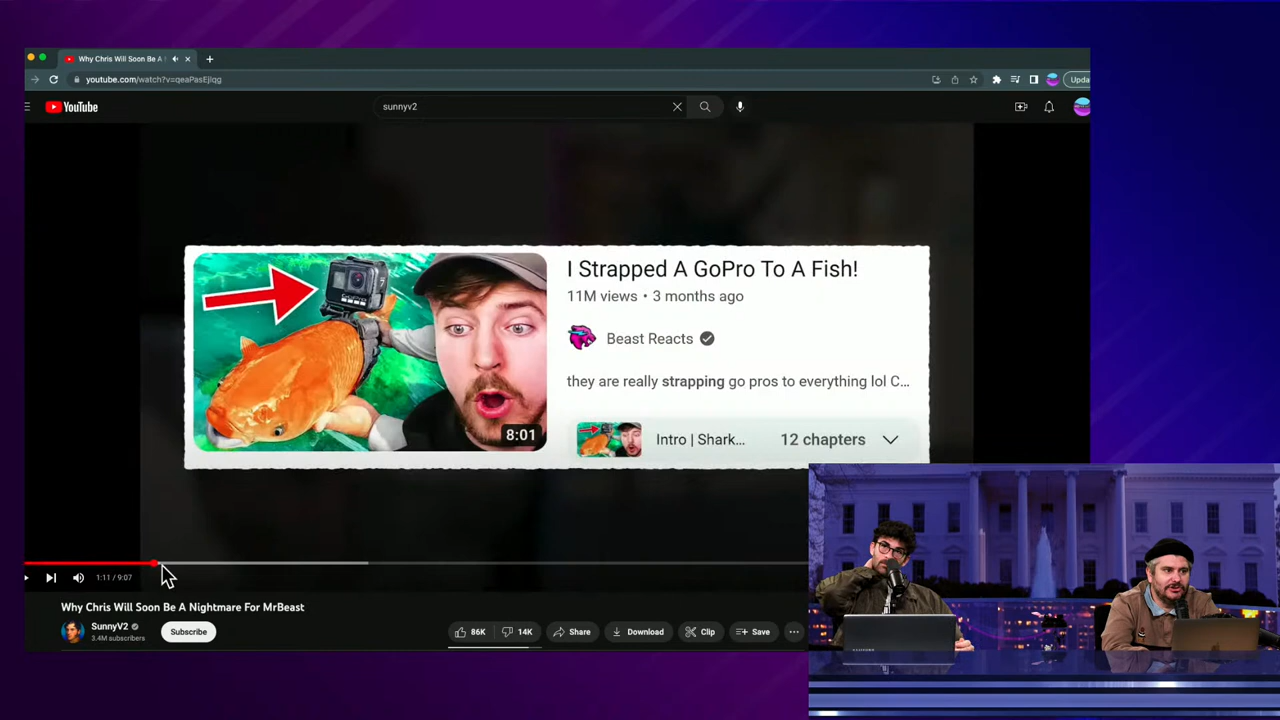 Why Chris Will Soon Be A
youtube.com/watch?v=qeaPasEjlqg
Upda
YouTube
sunnyv2
GoPro
8:01
I Strapped A GoPro To A Fish!
11M views • 3 months ago
Beast Reacts
they are really strapping go pros to everything lol C...
Intro | Shark...
12 chapters
1:11 / 9:07
Why Chris Will Soon Be A Nightmare For MrBeast
SunnyV2
3.4M subscribers
Subscribe
86K
14K
Share
Download
Clip
Save